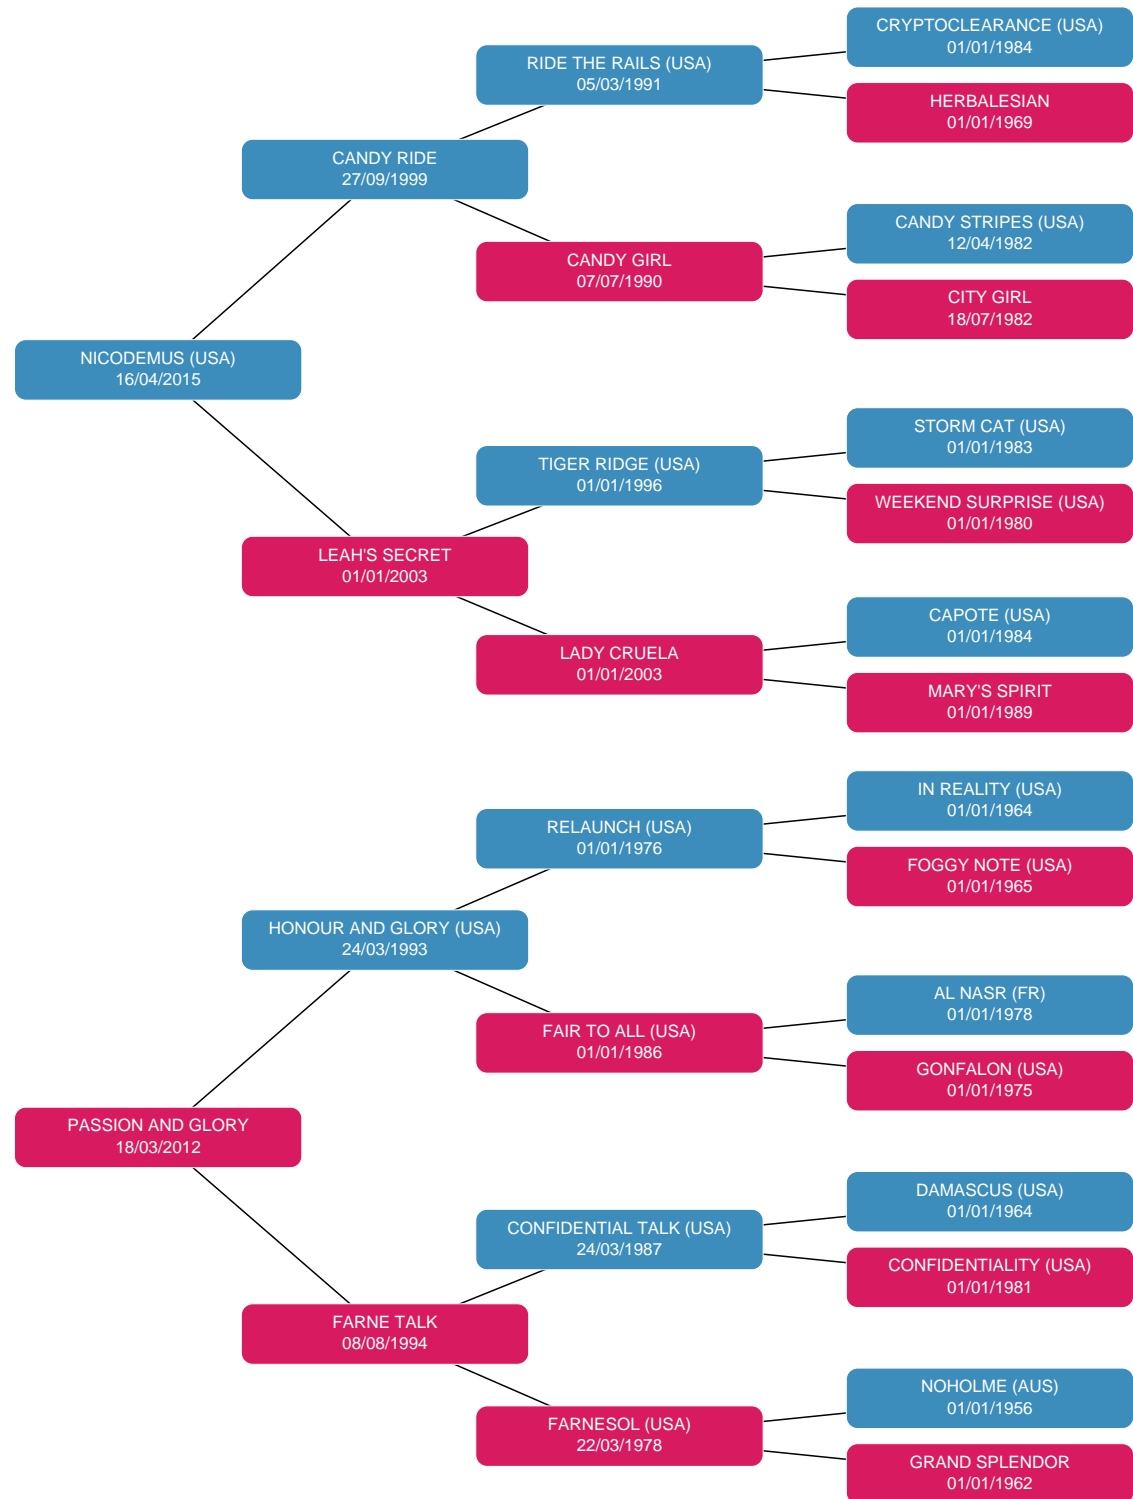 CRYPTOCLEARANCE (USA)
01/01/1984
RIDE THE RAILS (USA)
05/03/1991
HERBALESIAN
01/01/1969
CANDY RIDE
27/09/1999
CANDY STRIPES (USA)
12/04/1982
CANDY GIRL
07/07/1990
CITY GIRL
18/07/1982
NICODEMUS (USA)
16/04/2015
STORM CAT (USA)
01/01/1983
TIGER RIDGE (USA)
01/01/1996
WEEKEND SURPRISE (USA)
01/01/1980
LEAH'S SECRET
01/01/2003
CAPOTE (USA)
01/01/1984
LADY CRUELA
01/01/2003
MARY'S SPIRIT
01/01/1989
IN REALITY (USA)
01/01/1964
RELAUNCH (USA)
01/01/1976
FOGGY NOTE (USA)
01/01/1965
HONOUR AND GLORY (USA)
24/03/1993
AL NASR (FR)
01/01/1978
FAIR TO ALL (USA)
01/01/1986
GONFALON (USA)
01/01/1975
PASSION AND GLORY
18/03/2012
DAMASCUS (USA)
01/01/1964
CONFIDENTIAL TALK (USA)
24/03/1987
CONFIDENTIALITY (USA)
01/01/1981
FARNE TALK
08/08/1994
NOHOLME (AUS)
01/01/1956
FARNESOL (USA)
22/03/1978
GRAND SPLENDOR
01/01/1962